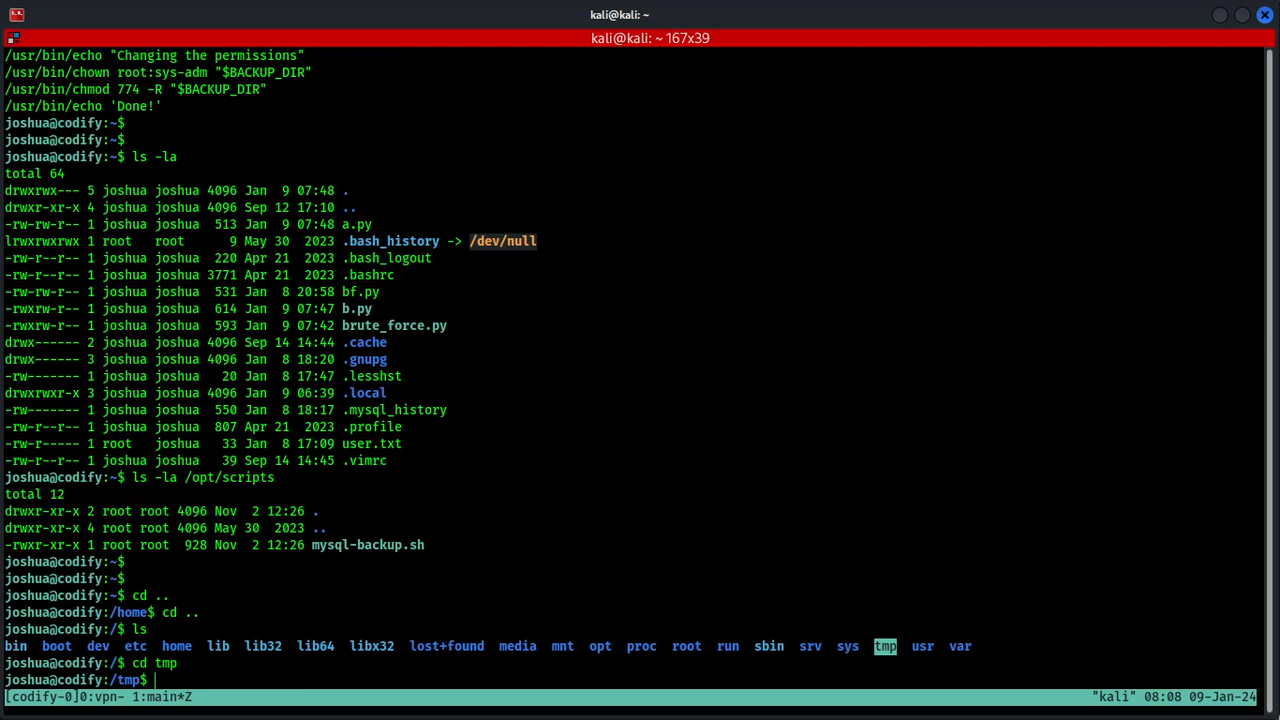 kali@kali: ~
kali@kali: ~ 167x39
/usr/bin/echo "Changing the permissions"
/usr/bin/chown root:sys-adm "$BACKUP_DIR"
/usr/bin/chmod 774 -R "$BACKUP_DIR"
/usr/bin/echo 'Done!'
joshua@codify:~$
joshua@codify:~$
joshua@codify:~$ ls -la
total 64
drwxrwx--- 5 joshua joshua 4096 Jan  9 07:48 .
drwxr-xr-x 4 joshua joshua 4096 Sep 12 17:10 ..
-rw-rw-r-- 1 joshua joshua  513 Jan  9 07:48 a.py
lrwxrwxrwx 1 root   root      9 May 30  2023 .bash_history -> /dev/null
-rw-r--r-- 1 joshua joshua  220 Apr 21  2023 .bash_logout
-rw-r--r-- 1 joshua joshua 3771 Apr 21  2023 .bashrc
-rw-rw-r-- 1 joshua joshua  531 Jan  8 20:58 bf.py
-rwxrw-r-- 1 joshua joshua  614 Jan  9 07:47 b.py
-rwxrw-r-- 1 joshua joshua  593 Jan  9 07:42 brute_force.py
drwx------ 2 joshua joshua 4096 Sep 14 14:44 .cache
drwx------ 3 joshua joshua 4096 Jan  8 18:20 .gnupg
-rw------- 1 joshua joshua   20 Jan  8 17:47 .lesshst
drwxrwxr-x 3 joshua joshua 4096 Jan  9 06:39 .local
-rw------- 1 joshua joshua  550 Jan  8 18:17 .mysql_history
-rw-r--r-- 1 joshua joshua  807 Apr 21  2023 .profile
-rw-r----- 1 root   joshua   33 Jan  8 17:09 user.txt
-rw-r--r-- 1 joshua joshua   39 Sep 14 14:45 .vimrc
joshua@codify:~$ ls -la /opt/scripts
total 12
drwxr-xr-x 2 root root 4096 Nov  2 12:26 .
drwxr-xr-x 4 root root 4096 May 30  2023 ..
-rwxr-xr-x 1 root root  928 Nov  2 12:26 mysql-backup.sh
joshua@codify:~$
joshua@codify:~$
joshua@codify:~$ cd ..
joshua@codify:/home$ cd ..
joshua@codify:/$ ls
bin  boot  dev  etc  home  lib  lib32  lib64  libx32  lost+found  media  mnt  opt  proc  root  run  sbin  srv  sys  tmp  usr  var
joshua@codify:/$ cd tmp
joshua@codify:/tmp$
[codify-0]0:vpn- 1:main*Z "kali" 08:08 09-Jan-24